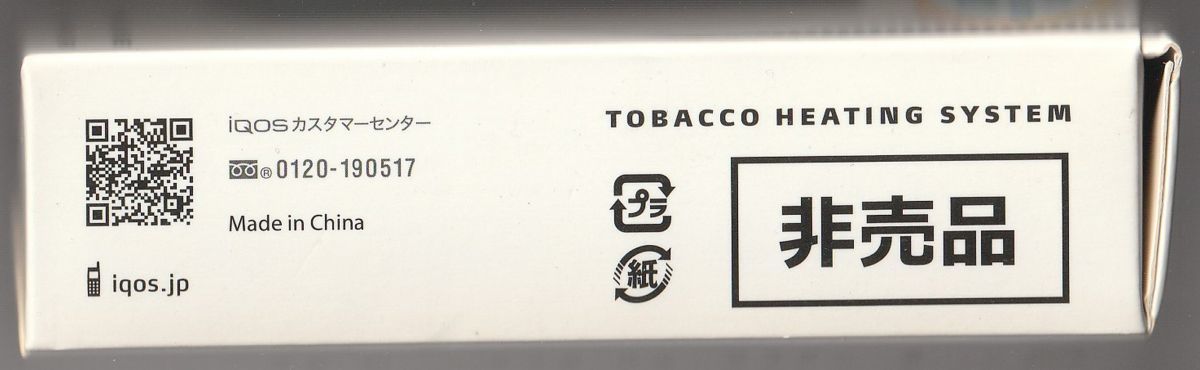 iQOSカスタマーセンター
®0120-190517
Made in China
iqos.jp
TOBACCO HEATING SYSTEM
プラ
紙
非売品